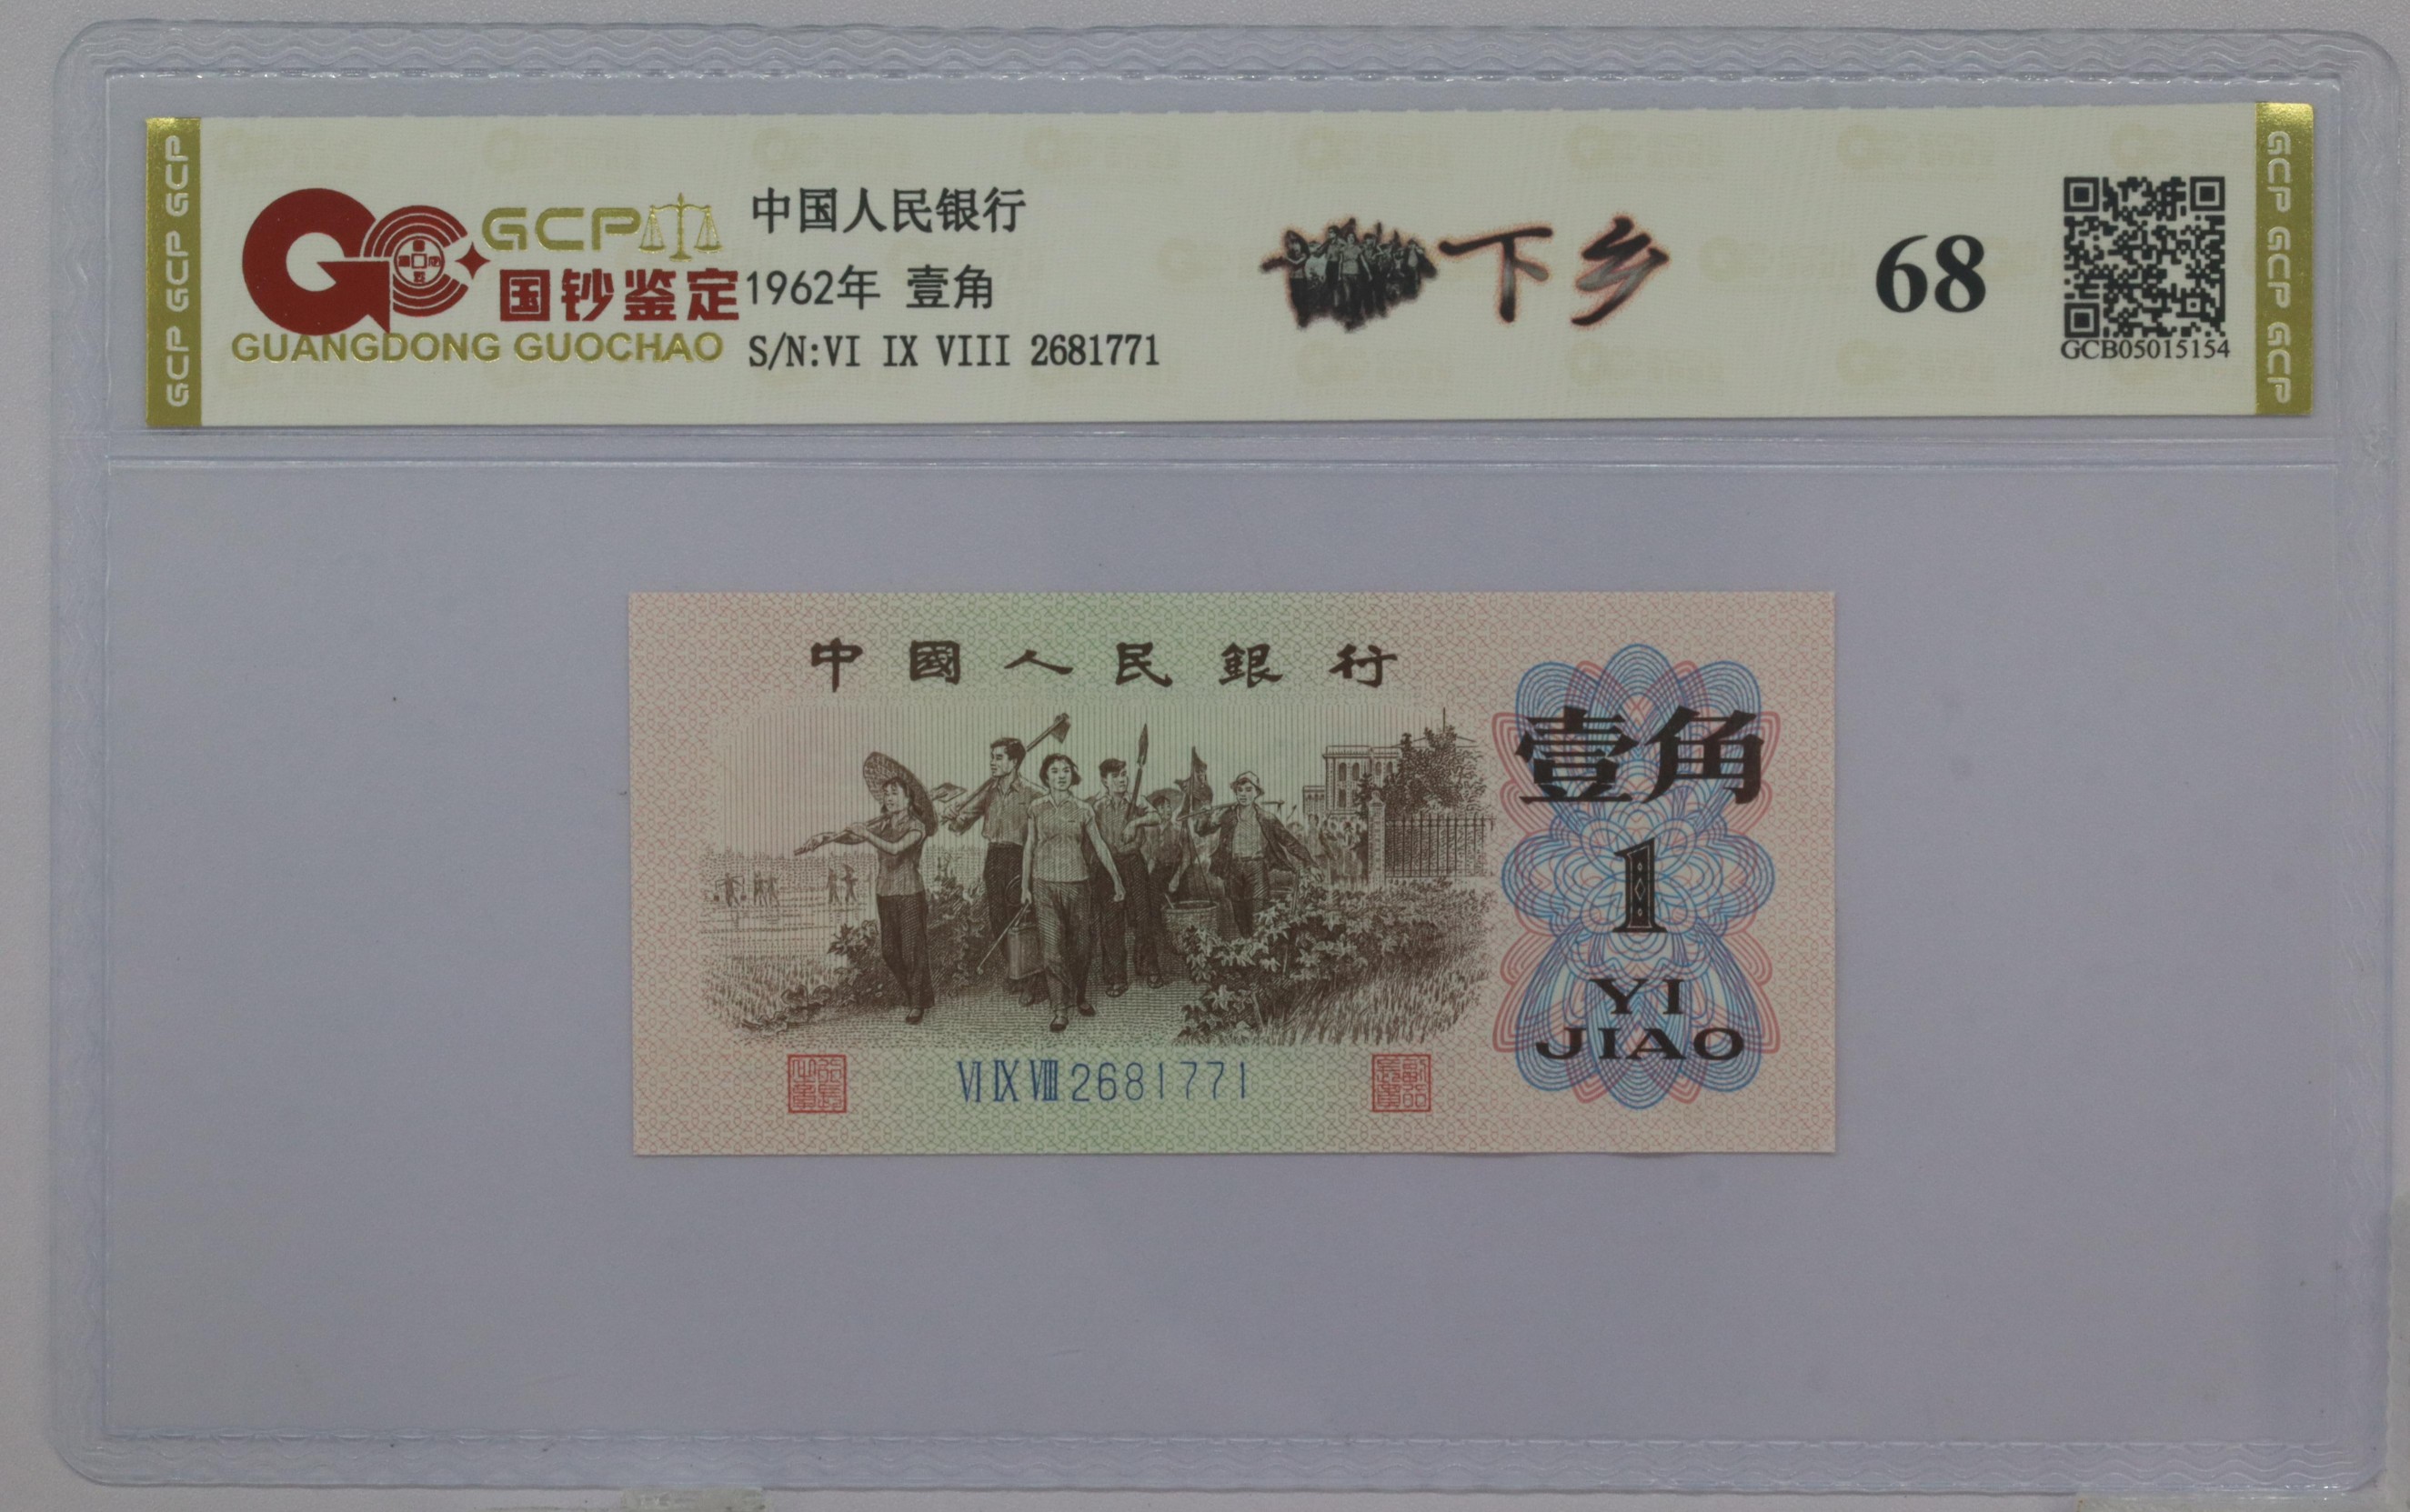 GCP GCP GCP
GCP
国钞鉴定
GUANGDONG GUOCHAO
中国人民银行
1962年 壹角
S/N:VI IX VIII 2681771
下乡
68
GCB05015154
GCP GCP GCP
中國人民銀行
壹角
1
YI
JIAO
VI IX VIII 2681771